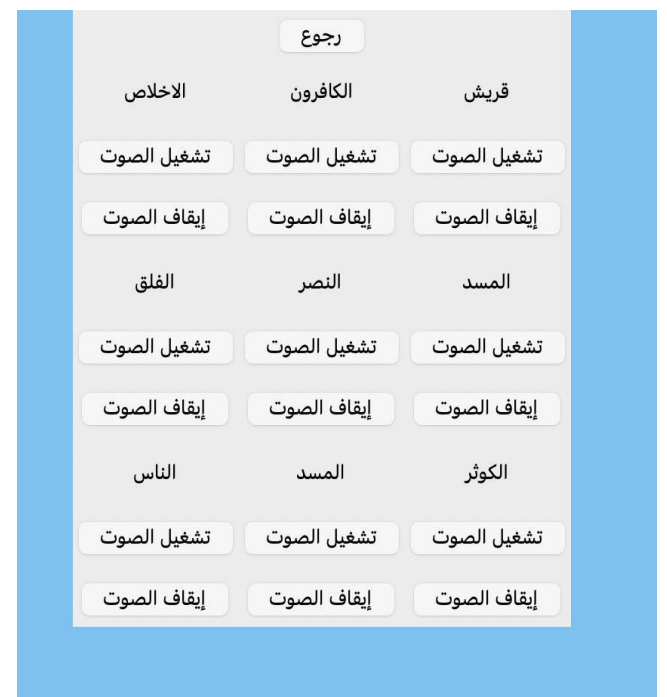 رجوع
قريش الكافرون الاخلاص
تشغيل الصوت تشغيل الصوت تشغيل الصوت
إيقاف الصوت إيقاف الصوت إيقاف الصوت
المسد النصر الفلق
تشغيل الصوت تشغيل الصوت تشغيل الصوت
إيقاف الصوت إيقاف الصوت إيقاف الصوت
الكوثر المسد الناس
تشغيل الصوت تشغيل الصوت تشغيل الصوت
إيقاف الصوت إيقاف الصوت إيقاف الصوت